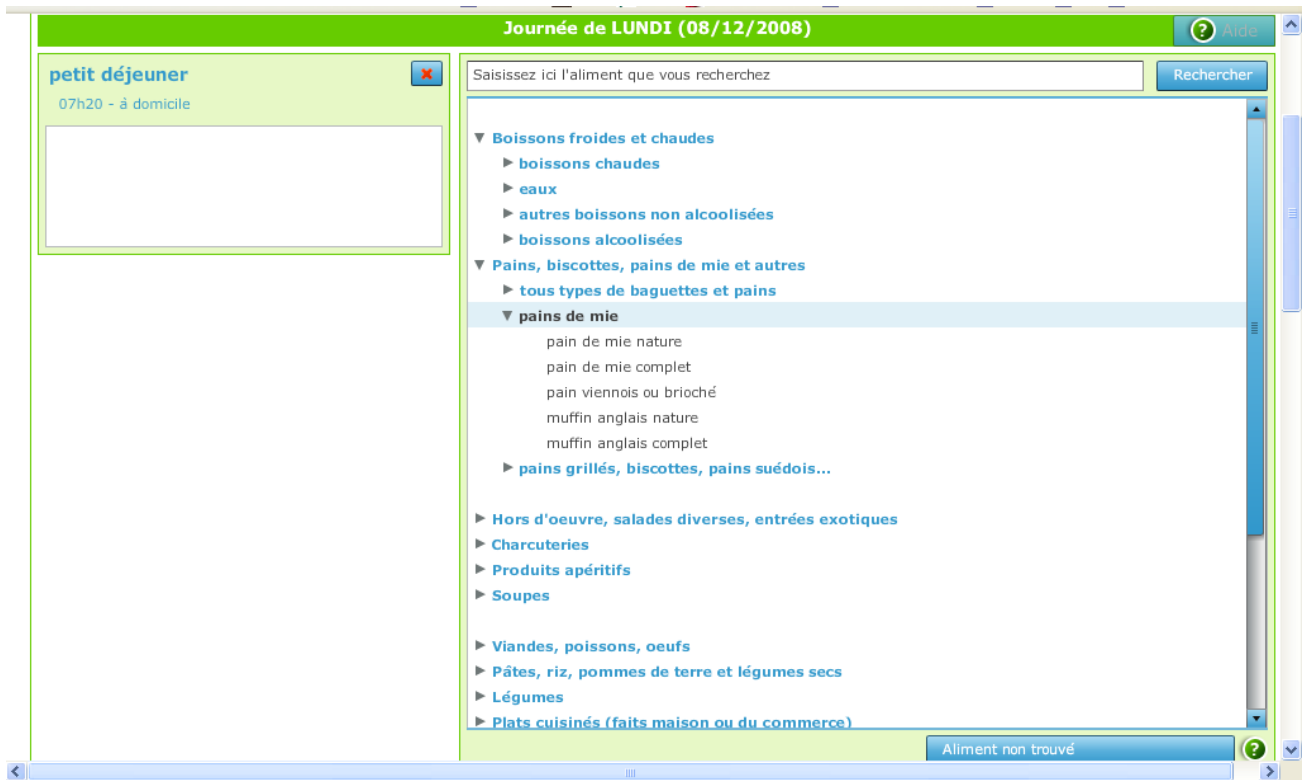 Journée de LUNDI (08/12/2008)
Aide
petit déjeuner
07h20 - à domicile
Saisissez ici l'aliment que vous recherchez
Rechercher
Boissons froides et chaudes
boissons chaudes
eaux
autres boissons non alcoolisées
boissons alcoolisées
Pains, biscottes, pains de mie et autres
tous types de baguettes et pains
pains de mie
pain de mie nature
pain de mie complet
pain viennois ou brioché
muffin anglais nature
muffin anglais complet
pains grillés, biscottes, pains suédois...
Hors d'oeuvre, salades diverses, entrées exotiques
Charcuteries
Produits apéritifs
Soupes
Viandes, poissons, oeufs
Pâtes, riz, pommes de terre et légumes secs
Légumes
Plats cuisinés (faits maison ou du commerce)
Aliment non trouvé